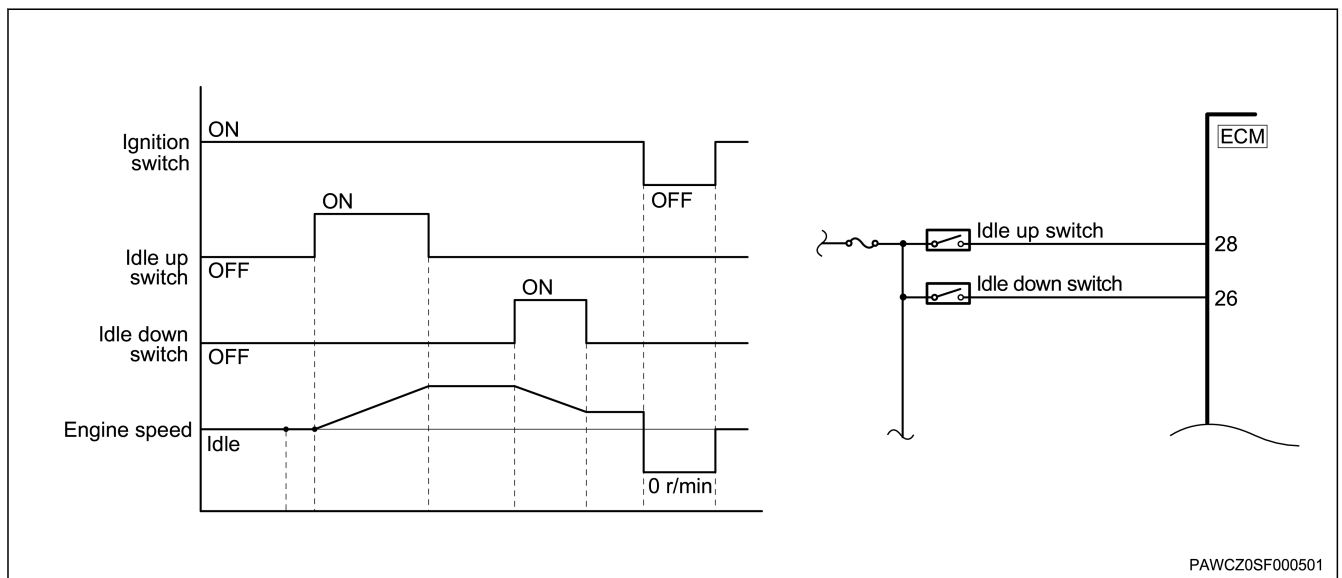 Ignition
switch
ON
OFF
ON
Idle up
switch
OFF
ON
Idle down
switch
OFF
Engine speed
Idle
0 r/min
ECM
Idle up switch
28
Idle down switch
26
PAWCZ0SF000501